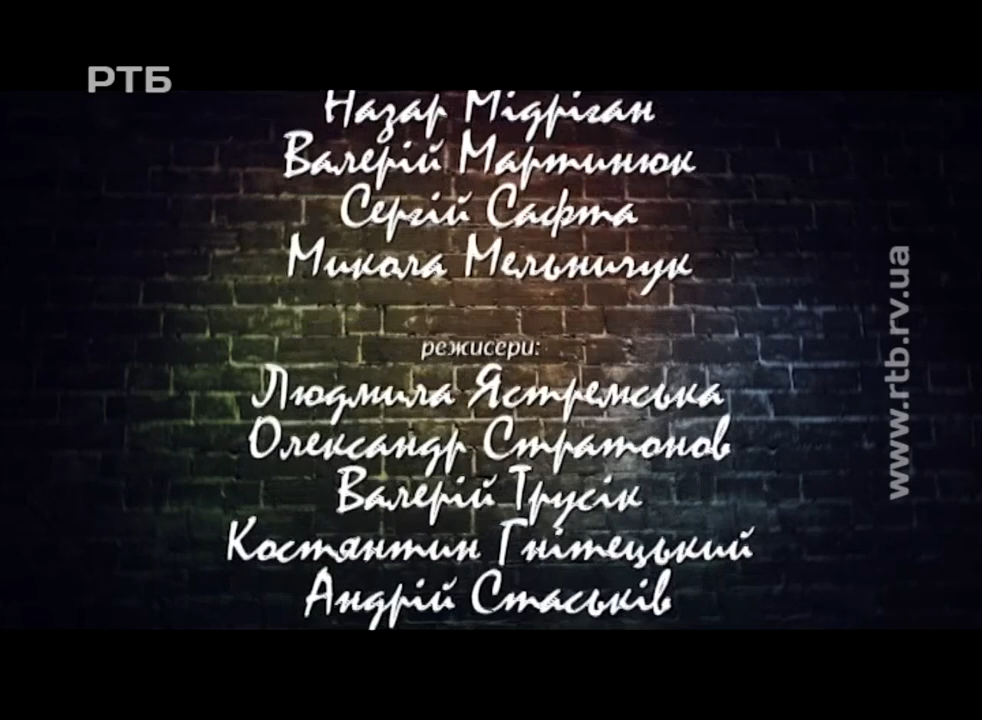 РТБ
Назар Мідріган
Валерій Мартинюк
Сергій Сафта
Микола Мельничук
режисери:
Людмила Ястремська
Олександр Стратонов
Валерій Трусік
Костянтин Гнітецький
Андрій Стаськів
www.rtb.rv.ua